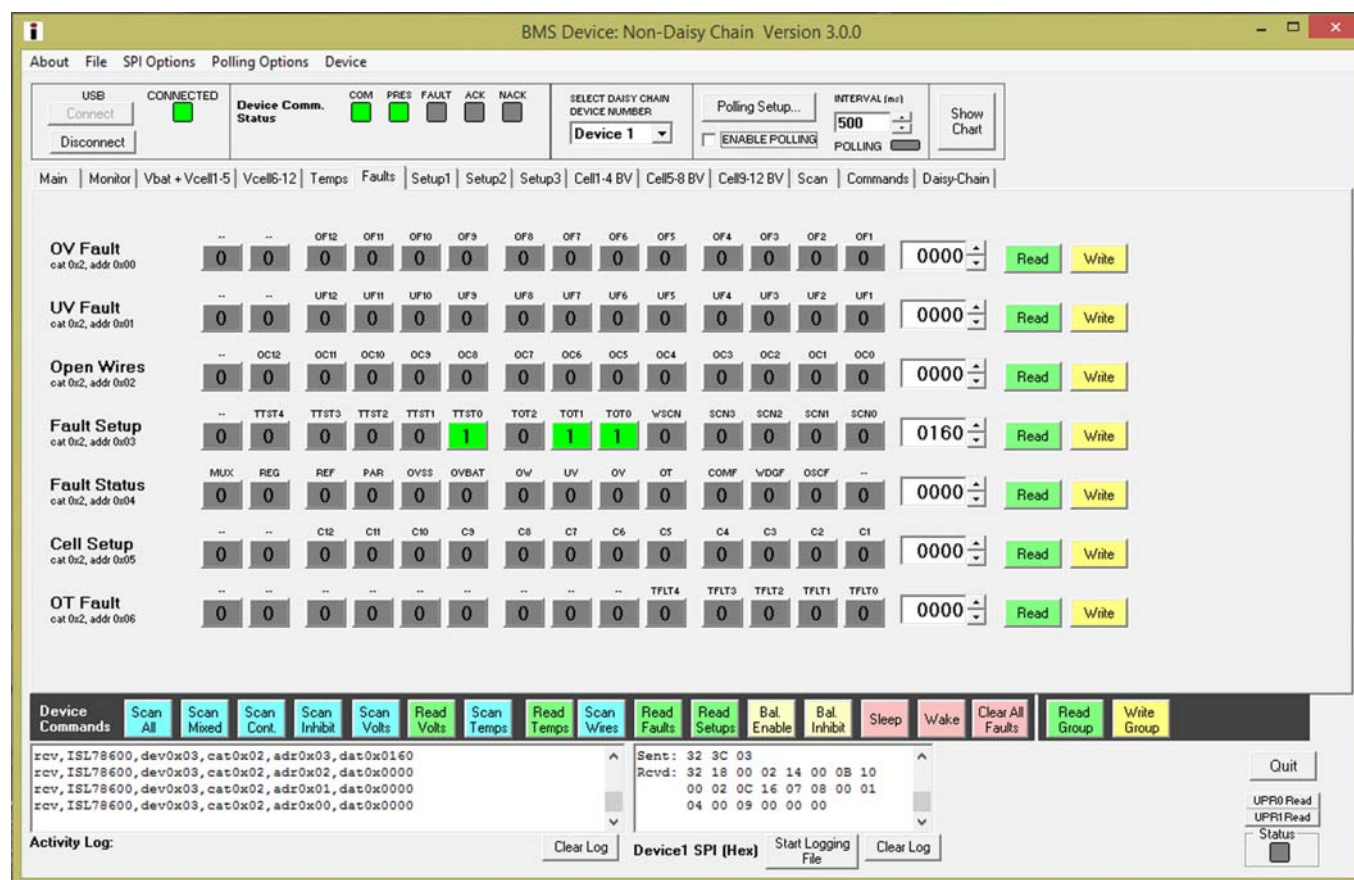 BMS Device: Non-Daisy Chain Version 3.0.0
About File SPI Options Polling Options Device
USB CONNECTED
Connect
Disconnect
Device Comm. Status
COM PRES FAULT ACK NACK
SELECT DAISY CHAIN
DEVICE NUMBER
Device 1
Polling Setup...
ENABLE POLLING
INTERVAL (ms)
500
POLLING
Show
Chart
Main Monitor Vbat + Vcell1-5 Vcell6-12 Temps Faults Setup1 Setup2 Setup3 Cell1-4 BV Cell5-8 BV Cell9-12 BV Scan Commands Daisy-Chain
-- -- OF12 OF11 OF10 OF9 OF8 OF7 OF6 OF5 OF4 OF3 OF2 OF1
OV Fault 0 0 0 0 0 0 0 0 0 0 0 0 0 0 0000 Read Write
cat 0x2, addr 0x00
-- -- UF12 UF11 UF10 UF9 UF8 UF7 UF6 UF5 UF4 UF3 UF2 UF1
UV Fault 0 0 0 0 0 0 0 0 0 0 0 0 0 0 0000 Read Write
cat 0x2, addr 0x01
-- OC12 OC11 OC10 OC9 OC8 OC7 OC6 OC5 OC4 OC3 OC2 OC1 OC0
Open Wires 0 0 0 0 0 0 0 0 0 0 0 0 0 0 0000 Read Write
cat 0x2, addr 0x02
-- TTST4 TTST3 TTST2 TTST1 TTST0 TOT2 TOT1 TOT0 WSCN SCN3 SCN2 SCN1 SCN0
Fault Setup 0 0 0 0 0 1 0 1 1 0 0 0 0 0 0160 Read Write
cat 0x2, addr 0x03
MUX REG REF PAR OVSS OVBAT OW UV OV OT COMF WDGF OSCF --
Fault Status 0 0 0 0 0 0 0 0 0 0 0 0 0 0 0000 Read Write
cat 0x2, addr 0x04
-- -- C12 C11 C10 C9 C8 C7 C6 C5 C4 C3 C2 C1
Cell Setup 0 0 0 0 0 0 0 0 0 0 0 0 0 0 0000 Read Write
cat 0x2, addr 0x05
-- -- -- -- -- -- -- -- -- TFLT4 TFLT3 TFLT2 TFLT1 TFLT0
OT Fault 0 0 0 0 0 0 0 0 0 0 0 0 0 0 0000 Read Write
cat 0x2, addr 0x06
Device Commands Scan All Scan Mixed Scan Cont. Scan Inhibit Scan Volts Read Volts Scan Temps Read Temps Scan Wires Read Faults Read Setups Bal. Enable Bal. Inhibit Sleep Wake Clear All Faults Read Group Write Group
rcv,ISL78600,dev0x03,cat0x02,adr0x03,dat0x0160
rcv,ISL78600,dev0x03,cat0x02,adr0x02,dat0x0000
rcv,ISL78600,dev0x03,cat0x02,adr0x01,dat0x0000
rcv,ISL78600,dev0x03,cat0x02,adr0x00,dat0x0000
Activity Log:
Clear Log
Sent: 32 3C 03
Rcvd: 32 18 00 02 14 00 0B 10
00 02 0C 16 07 08 00 01
04 00 09 00 00 00
Device1 SPI (Hex)
Start Logging
File
Clear Log
Quit
UPR0 Read
UPR1 Read
Status